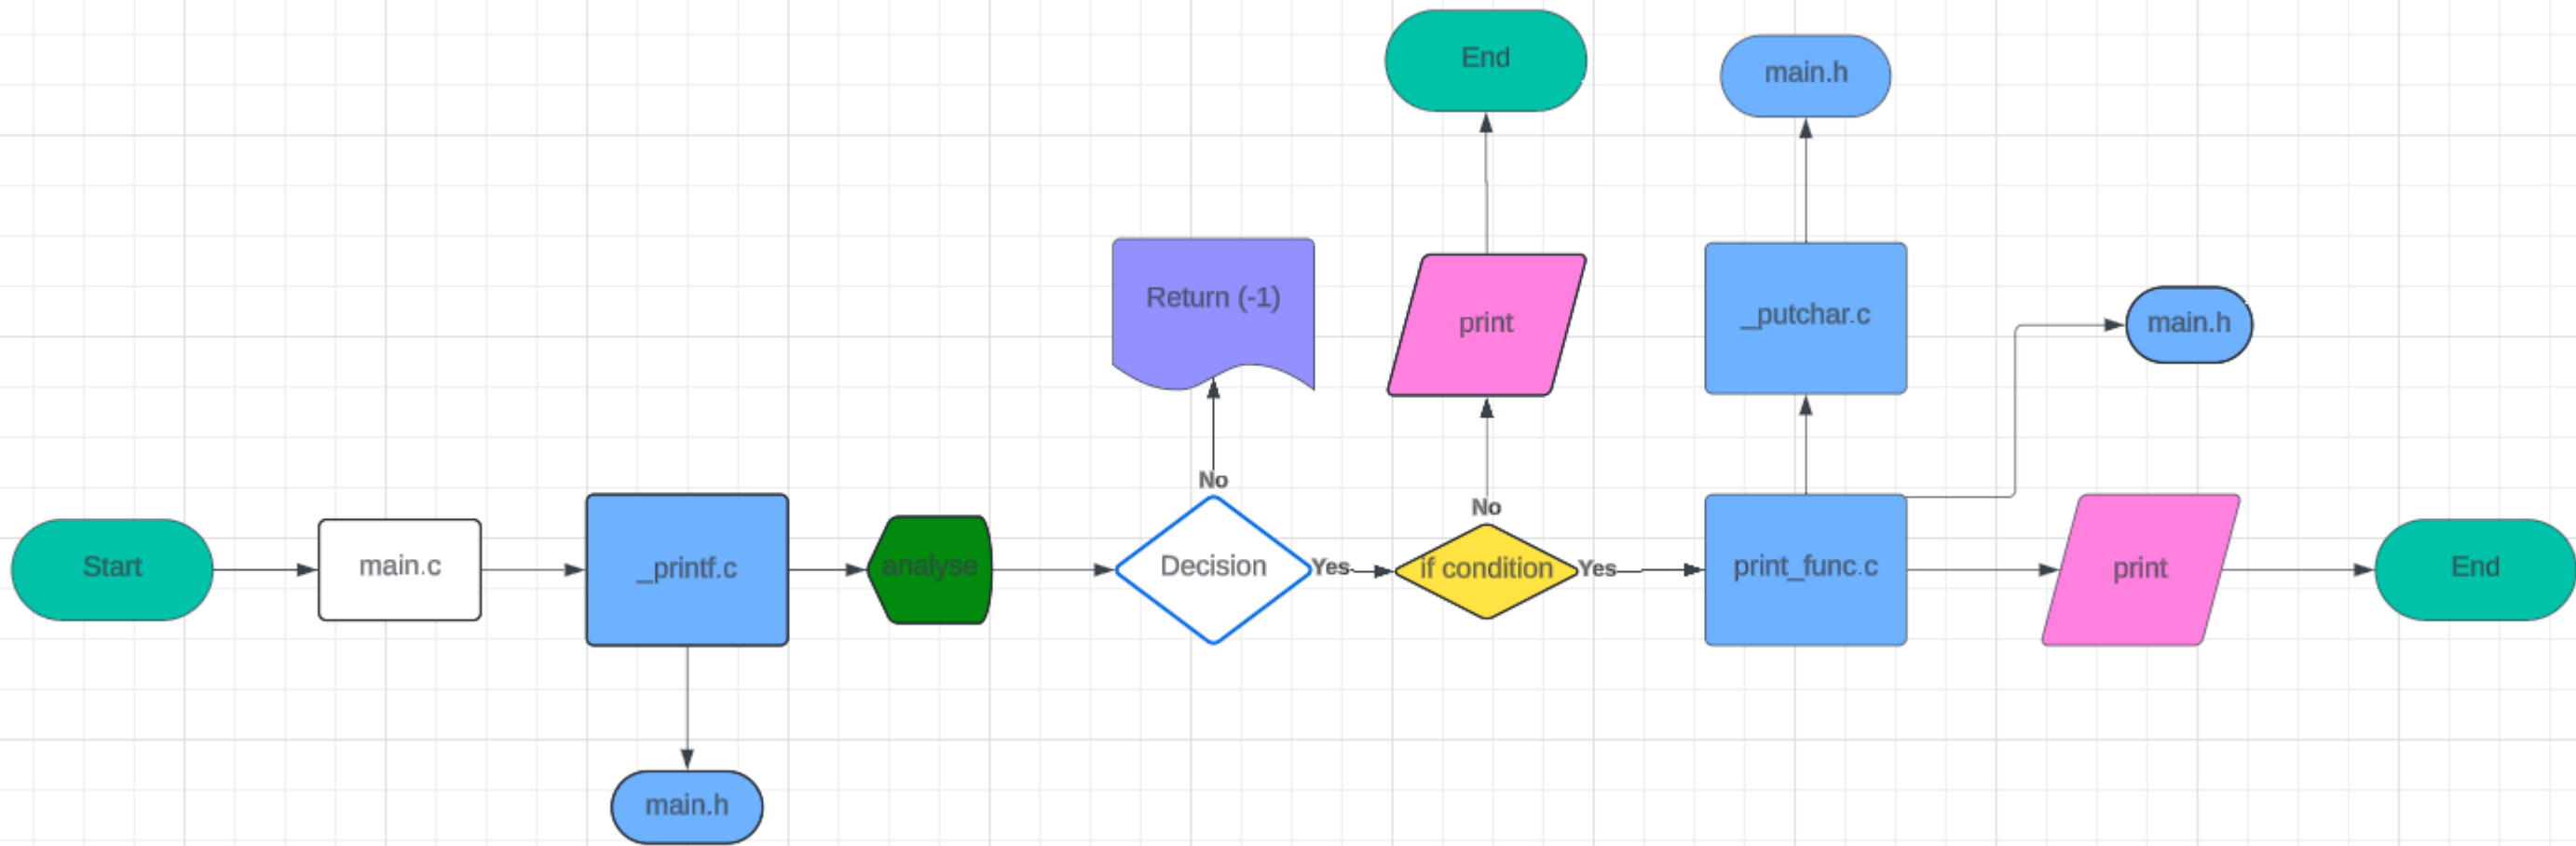 End
main.h
Return (-1)
print
_putchar.c
main.h
No
No
Start
main.c
_printf.c
analyse
Decision
Yes
if condition
Yes
print_func.c
print
End
main.h